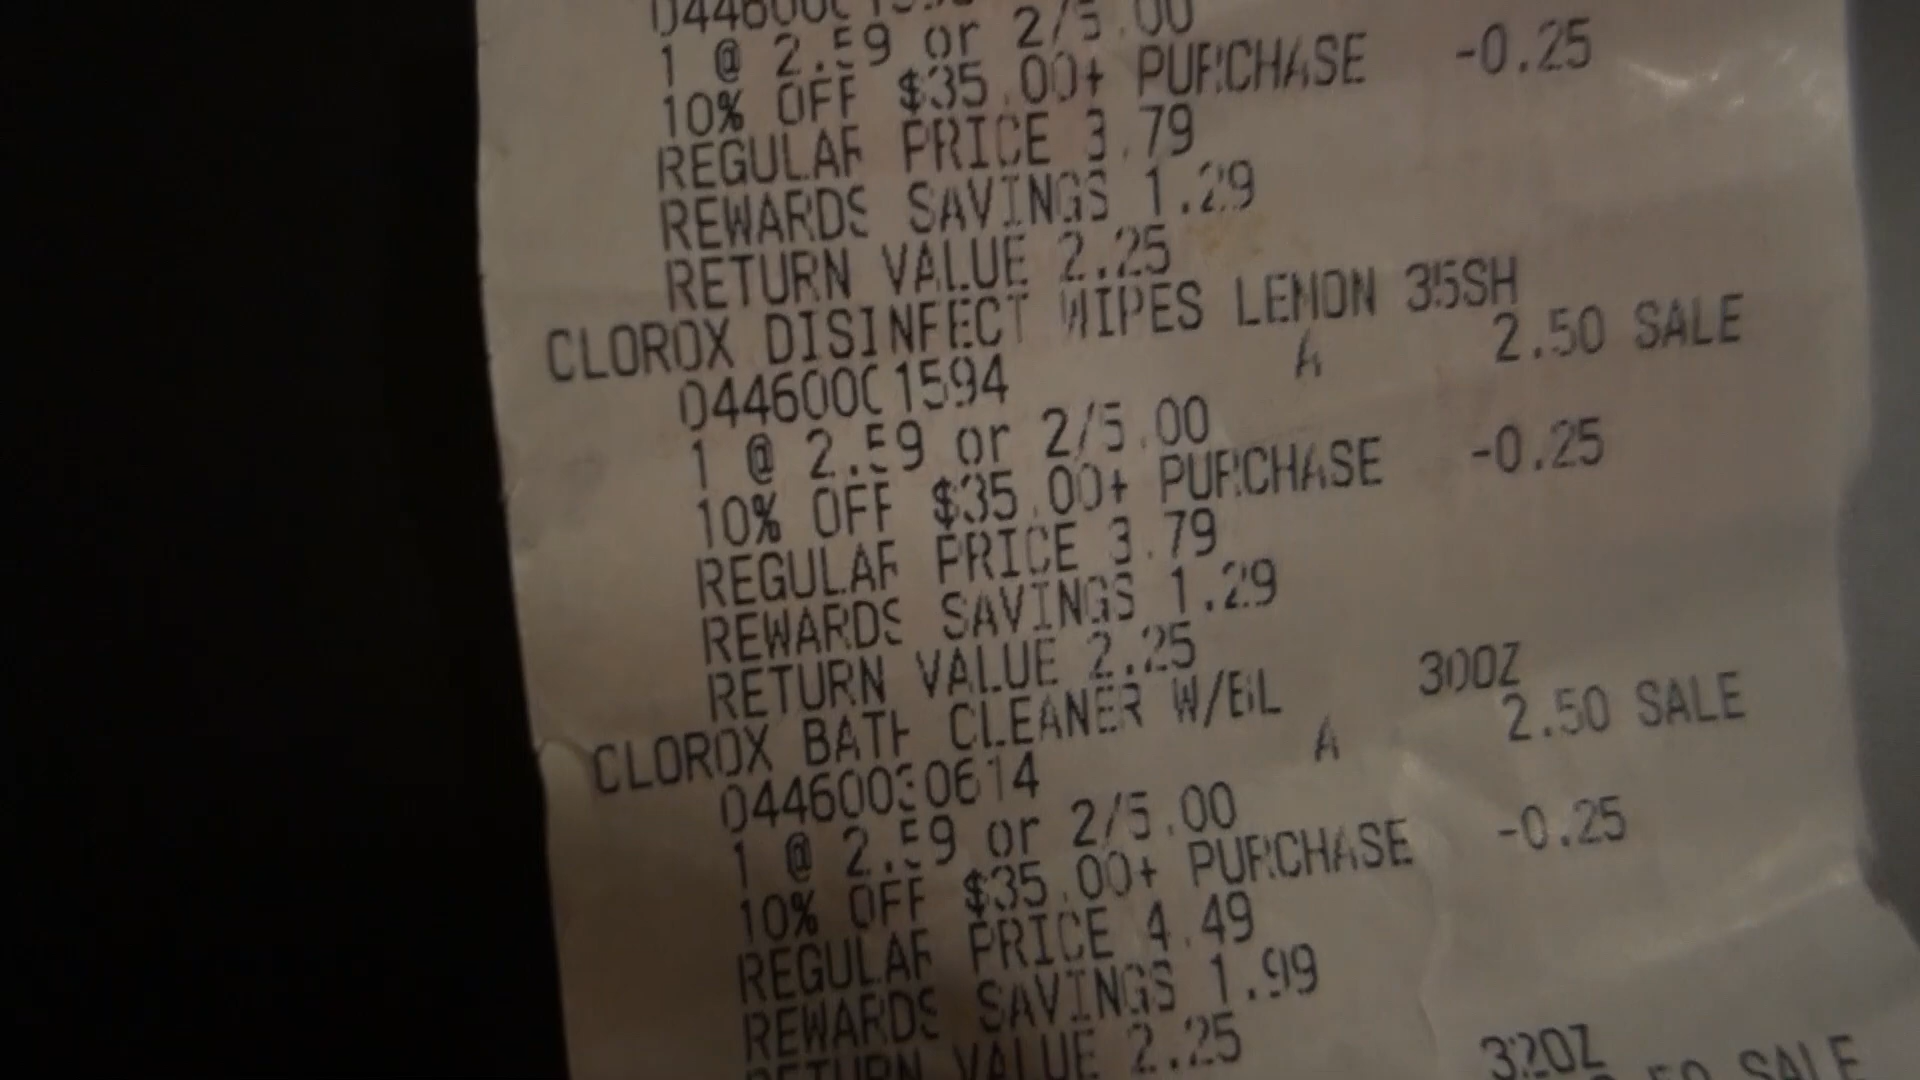 1 @ 2.59 or 2/5.00
10% OFF $35.00+ PURCHASE -0.25
REGULAR PRICE 3.79
REWARDS SAVINGS 1.29
RETURN VALUE 2.25
CLOROX DISINFECT WIPES LEMON 35SH
04460001594 A 2.50 SALE
1 @ 2.59 or 2/5.00
10% OFF $35.00+ PURCHASE -0.25
REGULAR PRICE 3.79
REWARDS SAVINGS 1.29
RETURN VALUE 2.25
CLOROX BATH CLEANER W/BL 30OZ
04460030614 A 2.50 SALE
1 @ 2.59 or 2/5.00
10% OFF $35.00+ PURCHASE -0.25
REGULAR PRICE 4.49
REWARDS SAVINGS 1.99
RETURN VALUE 2.25
32OZ
SALE